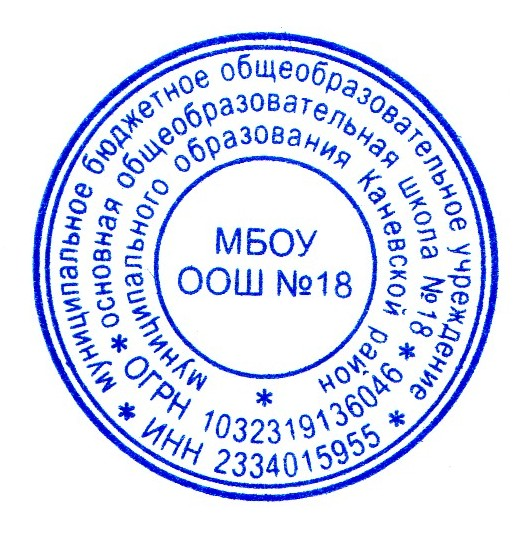 муниципальное бюджетное общеобразовательное учреждение
* ИНН 2334015955 *
основная общеобразовательная школа №18
* ОГРН 1032319136046 *
муниципального образования Каневской район
*
МБОУ
ООШ №18